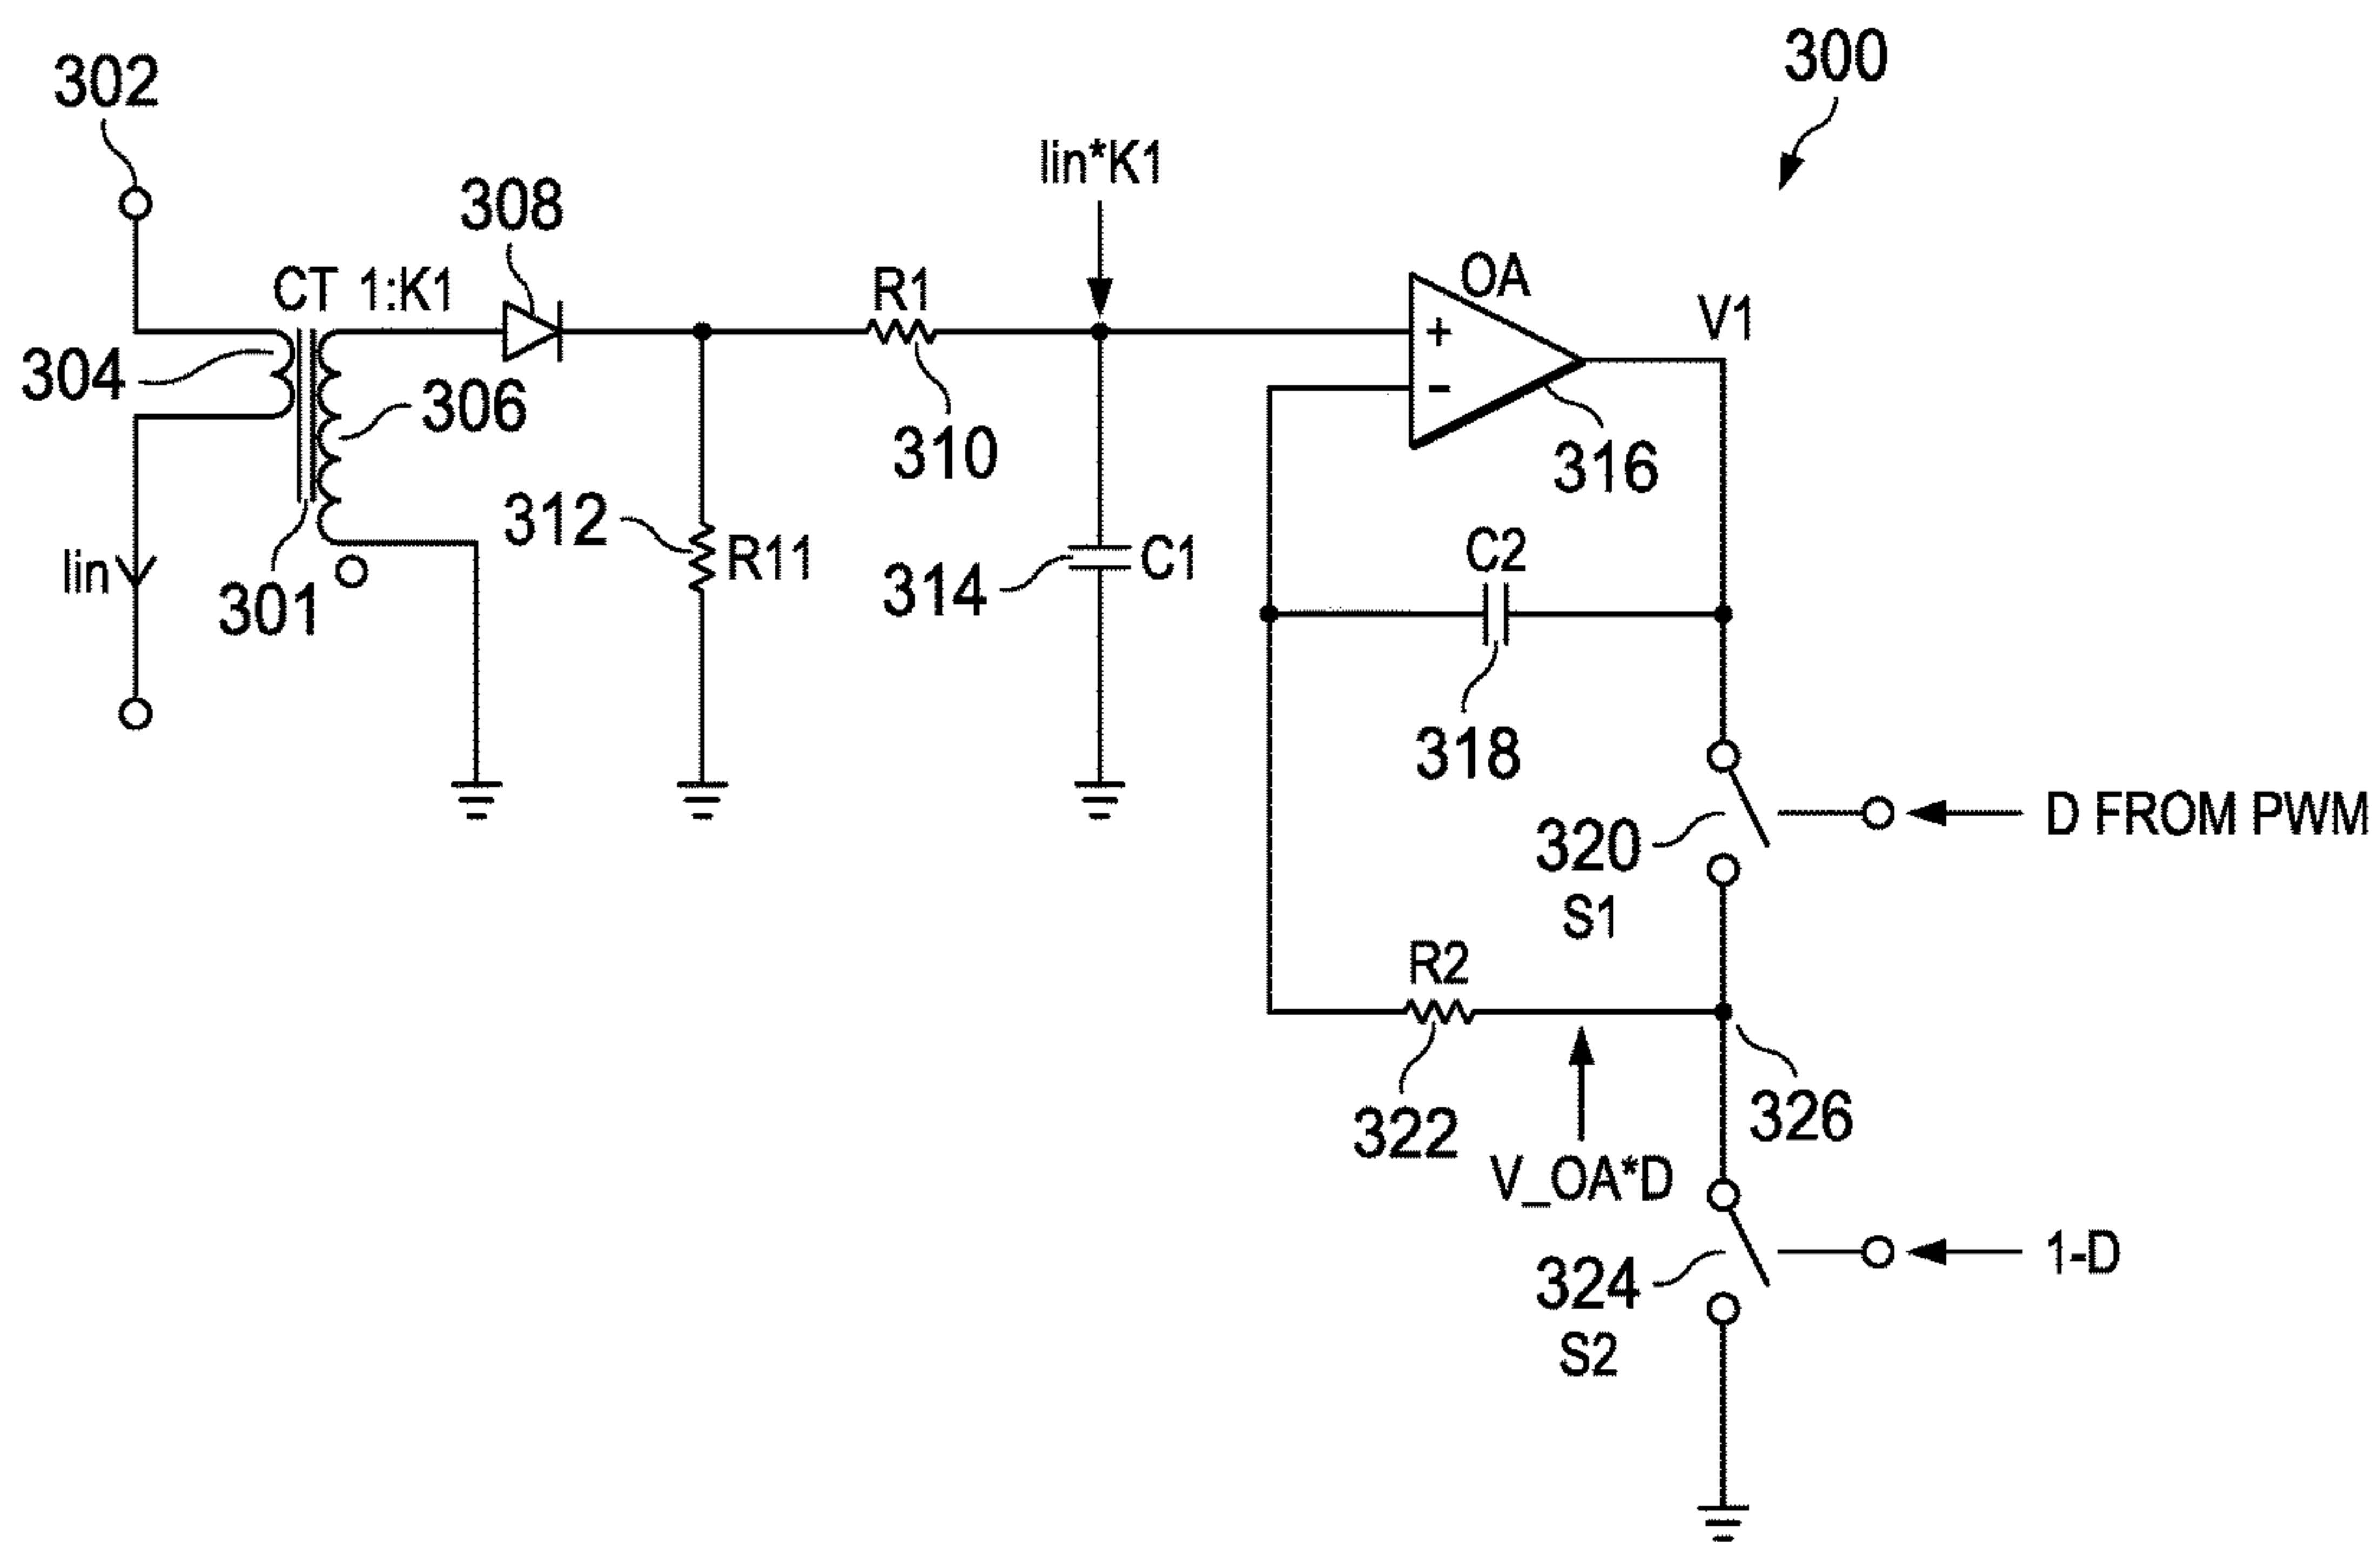 300
302
Iin*K1
308
OA
CT 1:K1
R1
V1
304
306
310
316
312
R11
C2
C1
314
Iin
301
318
D FROM PWM
320
S1
R2
322
326
V_OA*D
324
1-D
S2